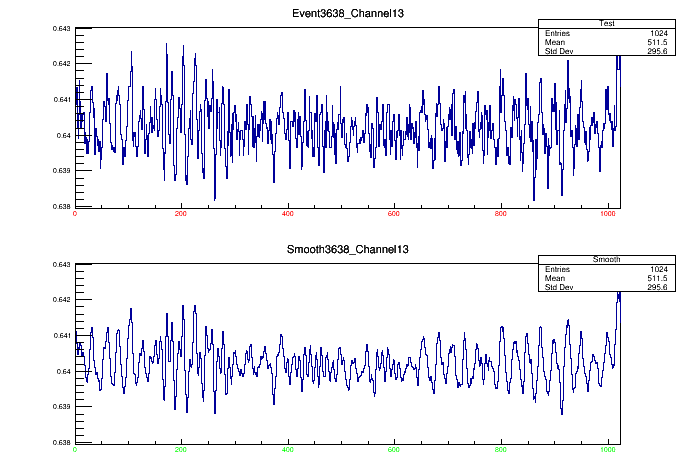 Event3638_Channel13
Test
Entries 1024
Mean 511.5
Std Dev 295.6
0.643
0.642
0.641
0.64
0.639
0.638
0 200 400 600 800 1000
Smooth3638_Channel13
Smooth
Entries 1024
Mean 511.5
Std Dev 295.6
0.643
0.642
0.641
0.64
0.639
0.638
0 200 400 600 800 1000